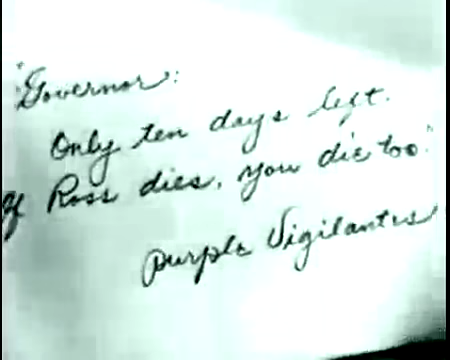 "Governor:
Only ten days left.
If Ross dies, you die too."
Purple Vigilantes